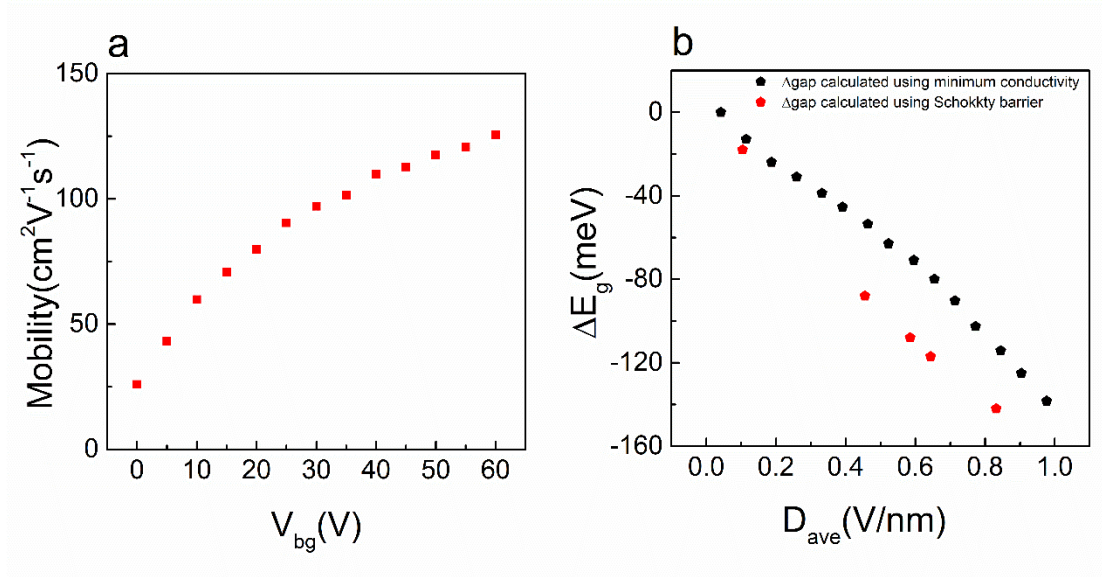 a
150
100
50
0
Mobility(cm²V⁻¹s⁻¹)
0 10 20 30 40 50 60
V_bg(V)
b
Δgap calculated using minimum conductivity
Δgap calculated using Schokkty barrier
0
-40
-80
-120
-160
ΔE_g(meV)
0.0 0.2 0.4 0.6 0.8 1.0
D_ave(V/nm)